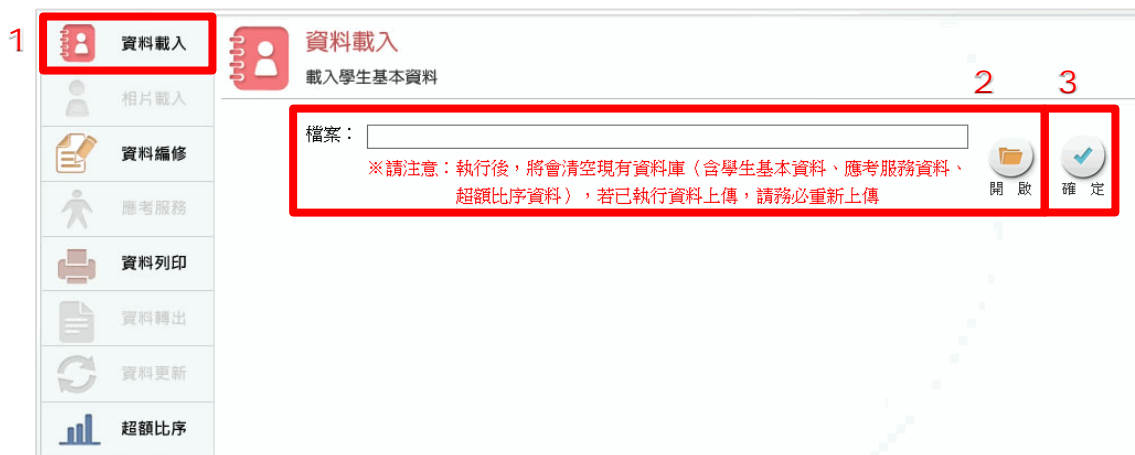 1
資料載入
相片載入
資料編修
應考服務
資料列印
資料轉出
資料更新
超額比序
資料載入
載入學生基本資料
2
3
檔案：
※請注意：執行後，將會清空現有資料庫（含學生基本資料、應考服務資料、
超額比序資料），若已執行資料上傳，請務必重新上傳
開 啟
確 定